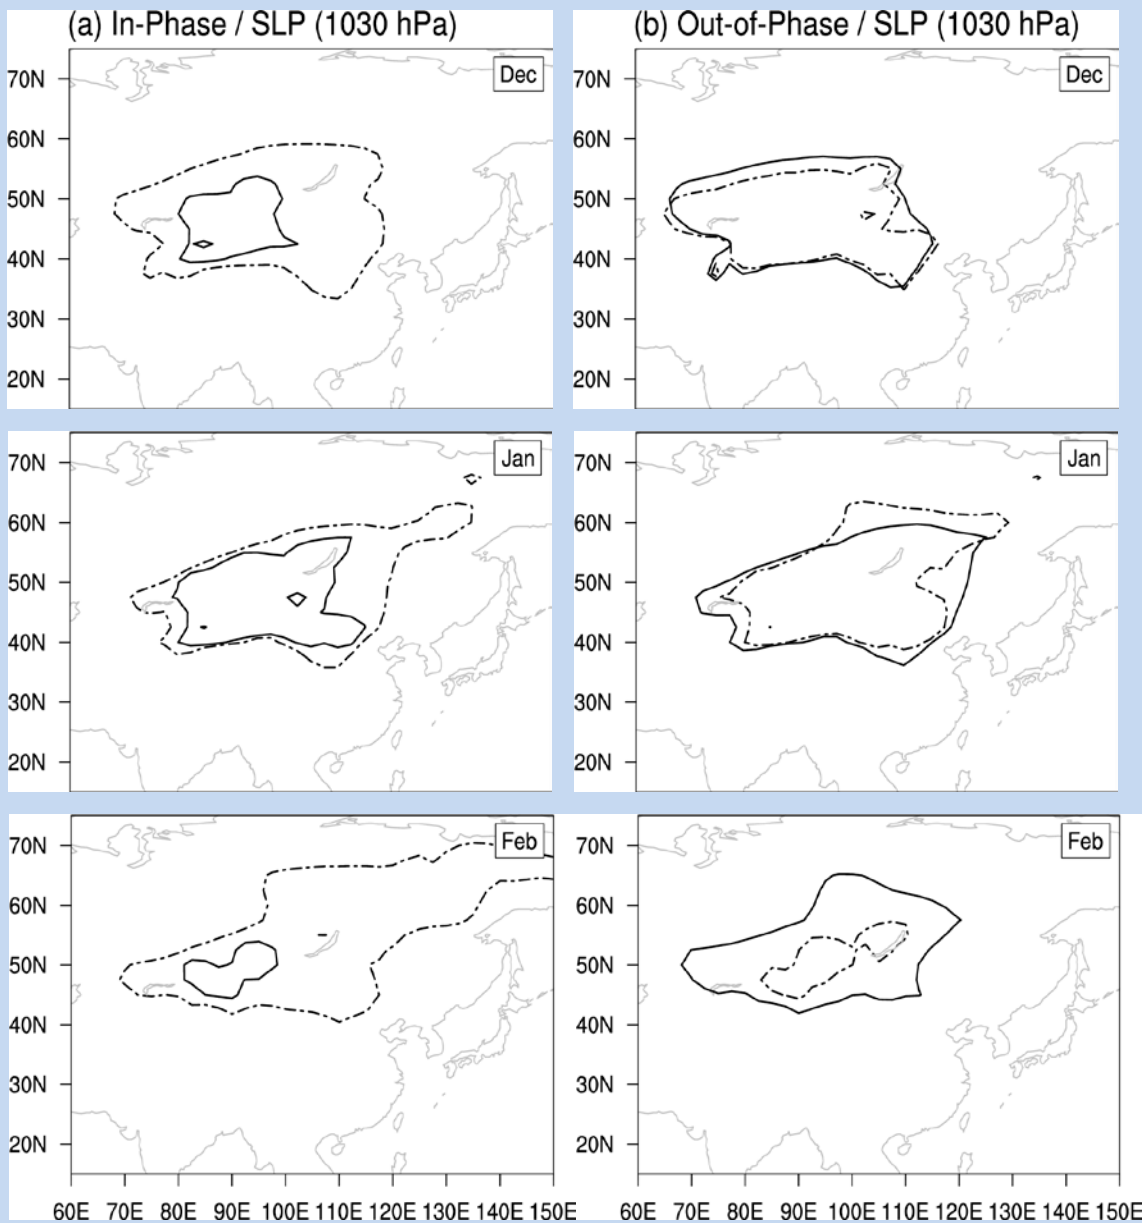 (a) In-Phase / SLP (1030 hPa)
(b) Out-of-Phase / SLP (1030 hPa)
70N
Dec
60N
50N
40N
30N
20N
70N
Dec
60N
50N
40N
30N
20N
70N
Jan
60N
50N
40N
30N
20N
70N
Jan
60N
50N
40N
30N
20N
70N
Feb
60N
50N
40N
30N
20N
70N
Feb
60N
50N
40N
30N
20N
60E 70E 80E 90E 100E 110E 120E 130E 140E 150E
60E 70E 80E 90E 100E 110E 120E 130E 140E 150E